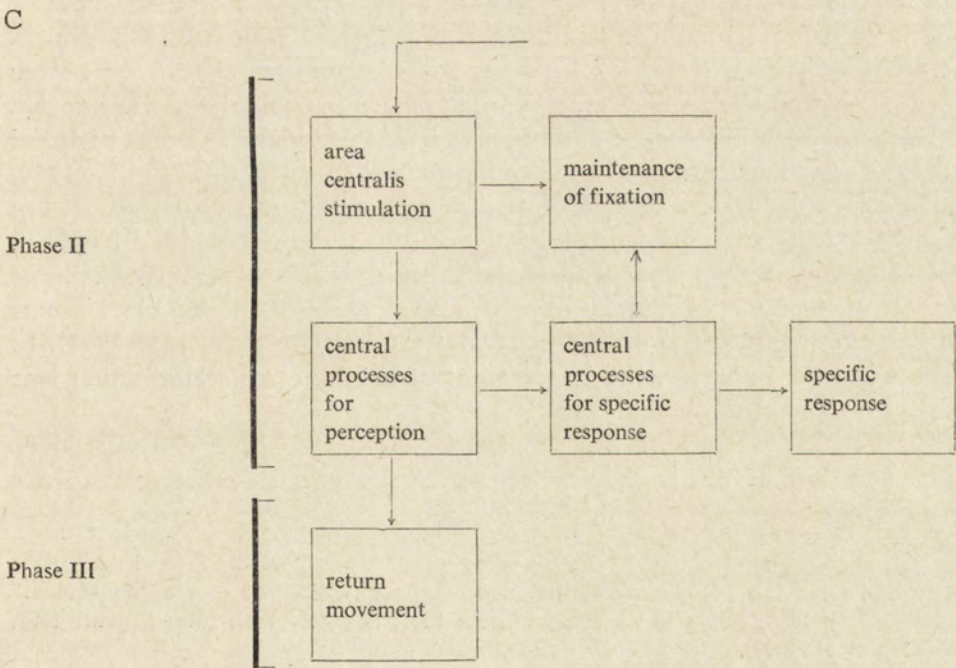 C
area
centralis
stimulation
maintenance
of fixation
Phase II
central
processes
for
perception
central
processes
for specific
response
specific
response
Phase III
return
movement